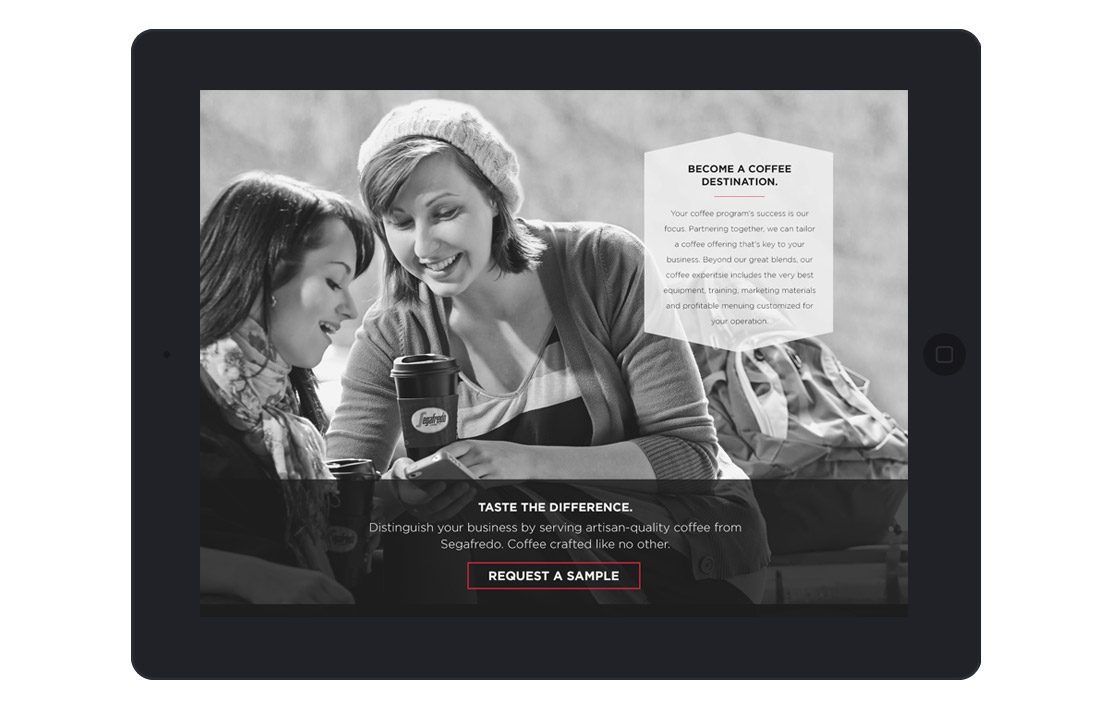 BECOME A COFFEE
DESTINATION.
Your coffee program's success is our
focus. Partnering together, we can tailor
a coffee offering that's key to your
business. Beyond our great blends, our
coffee expertsie includes the very best
equipment, training, marketing materials
and profitable menuing customized for
your operation.
Segafredo
TASTE THE DIFFERENCE.
Distinguish your business by serving artisan-quality coffee from
Segafredo. Coffee crafted like no other.
REQUEST A SAMPLE